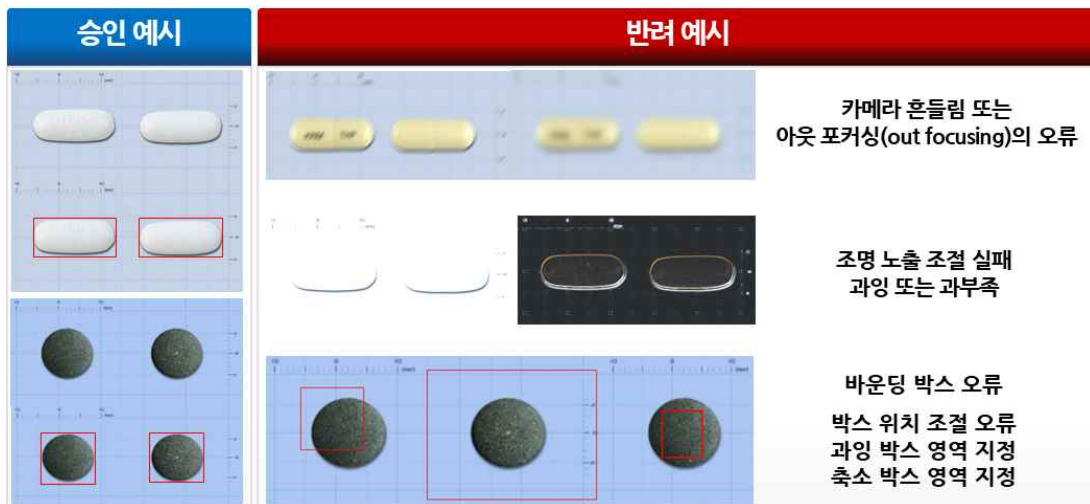 승인 예시
반려 예시
카메라 흔들림 또는
아웃 포커싱(out focusing)의 오류
조명 노출 조절 실패
과잉 또는 과부족
바운딩 박스 오류
박스 위치 조절 오류
과잉 박스 영역 지정
축소 박스 영역 지정